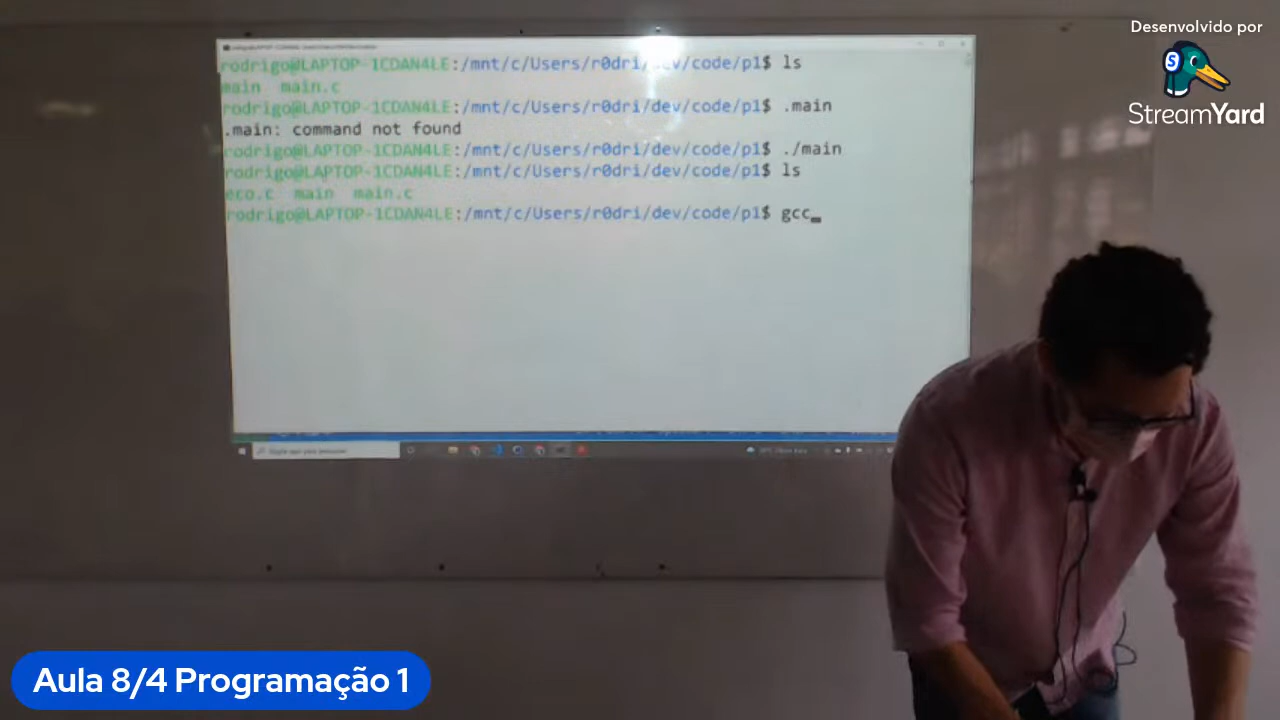 Desenvolvido por
StreamYard
rodrigo@LAPTOP-1CDAN4LE:/mnt/c/Users/r0dri/dev/code/p1$ ls
main main.c
rodrigo@LAPTOP-1CDAN4LE:/mnt/c/Users/r0dri/dev/code/p1$ .main
.main: command not found
rodrigo@LAPTOP-1CDAN4LE:/mnt/c/Users/r0dri/dev/code/p1$ ./main
rodrigo@LAPTOP-1CDAN4LE:/mnt/c/Users/r0dri/dev/code/p1$ ls
eco.c main main.c
rodrigo@LAPTOP-1CDAN4LE:/mnt/c/Users/r0dri/dev/code/p1$ gcc_
Aula 8/4 Programação 1